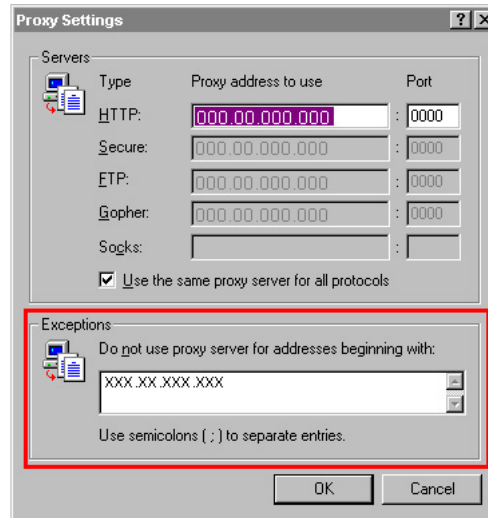 Proxy Settings
Servers
Type Proxy address to use Port
HTTP: 000.00.000.000 : 0000
Secure: 000.00.000.000 : 0000
FTP: 000.00.000.000 : 0000
Gopher: 000.00.000.000 : 0000
Socks: :
Use the same proxy server for all protocols
Exceptions
Do not use proxy server for addresses beginning with:
XXX.XX.XXX.XXX
Use semicolons ( ; ) to separate entries.
OK Cancel